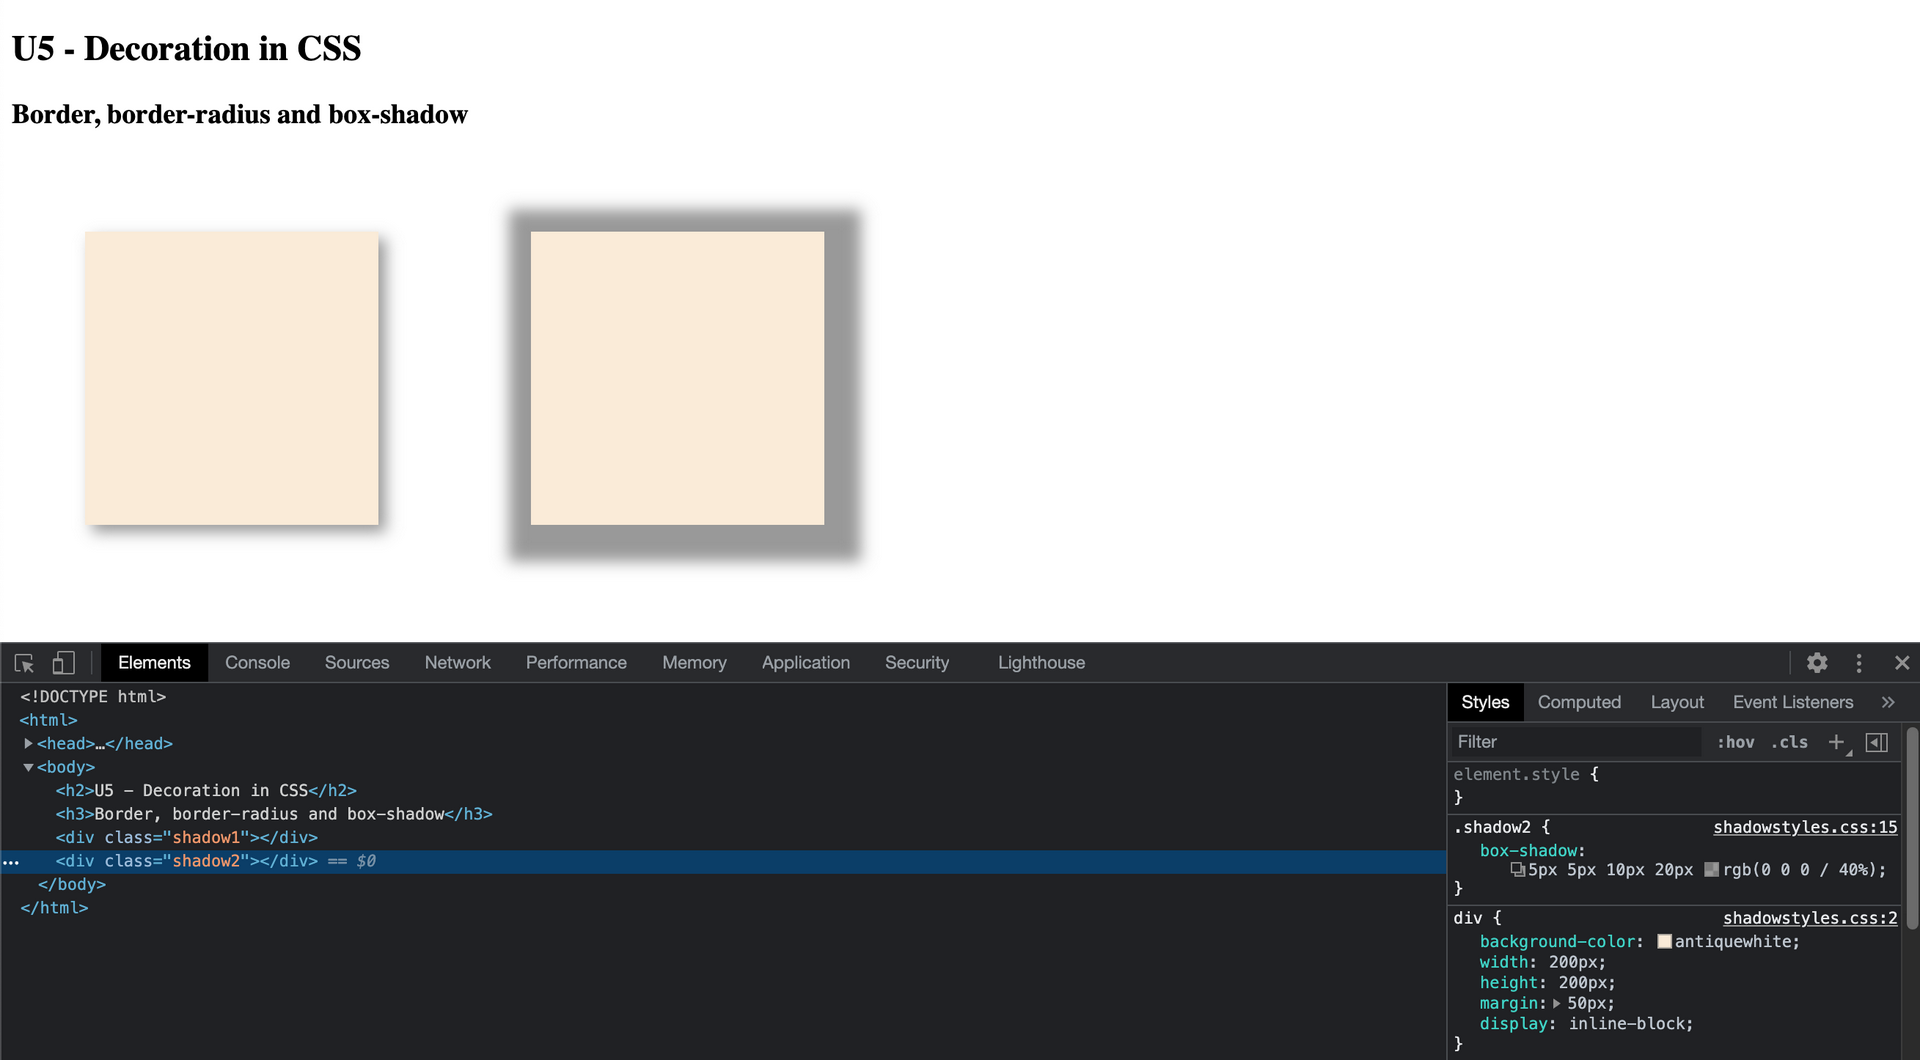 U5 - Decoration in CSS
Border, border-radius and box-shadow
Elements Console Sources Network Performance Memory Application Security Lighthouse
<!DOCTYPE html>
<html>
<head>…</head>
<body>
<h2>U5 – Decoration in CSS</h2>
<h3>Border, border-radius and box-shadow</h3>
<div class="shadow1"></div>
… <div class="shadow2"></div> == $0
</body>
</html>
Styles Computed Layout Event Listeners »
Filter :hov .cls +
element.style {
}
.shadow2 { shadowstyles.css:15
box-shadow:
5px 5px 10px 20px rgb(0 0 0 / 40%);
}
div { shadowstyles.css:2
background-color: antiquewhite;
width: 200px;
height: 200px;
margin: 50px;
display: inline-block;
}